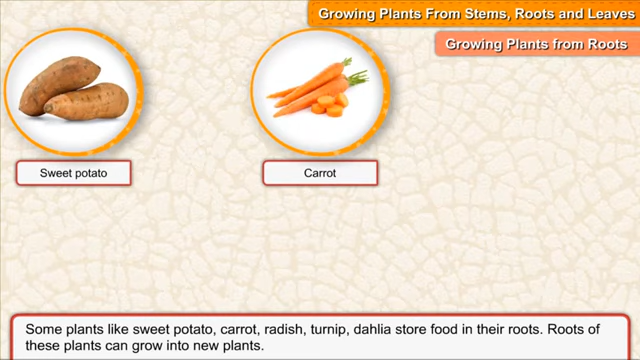 Growing Plants From Stems, Roots and Leaves
Growing Plants from Roots
Sweet potato
Carrot
Some plants like sweet potato, carrot, radish, turnip, dahlia store food in their roots. Roots of
these plants can grow into new plants.